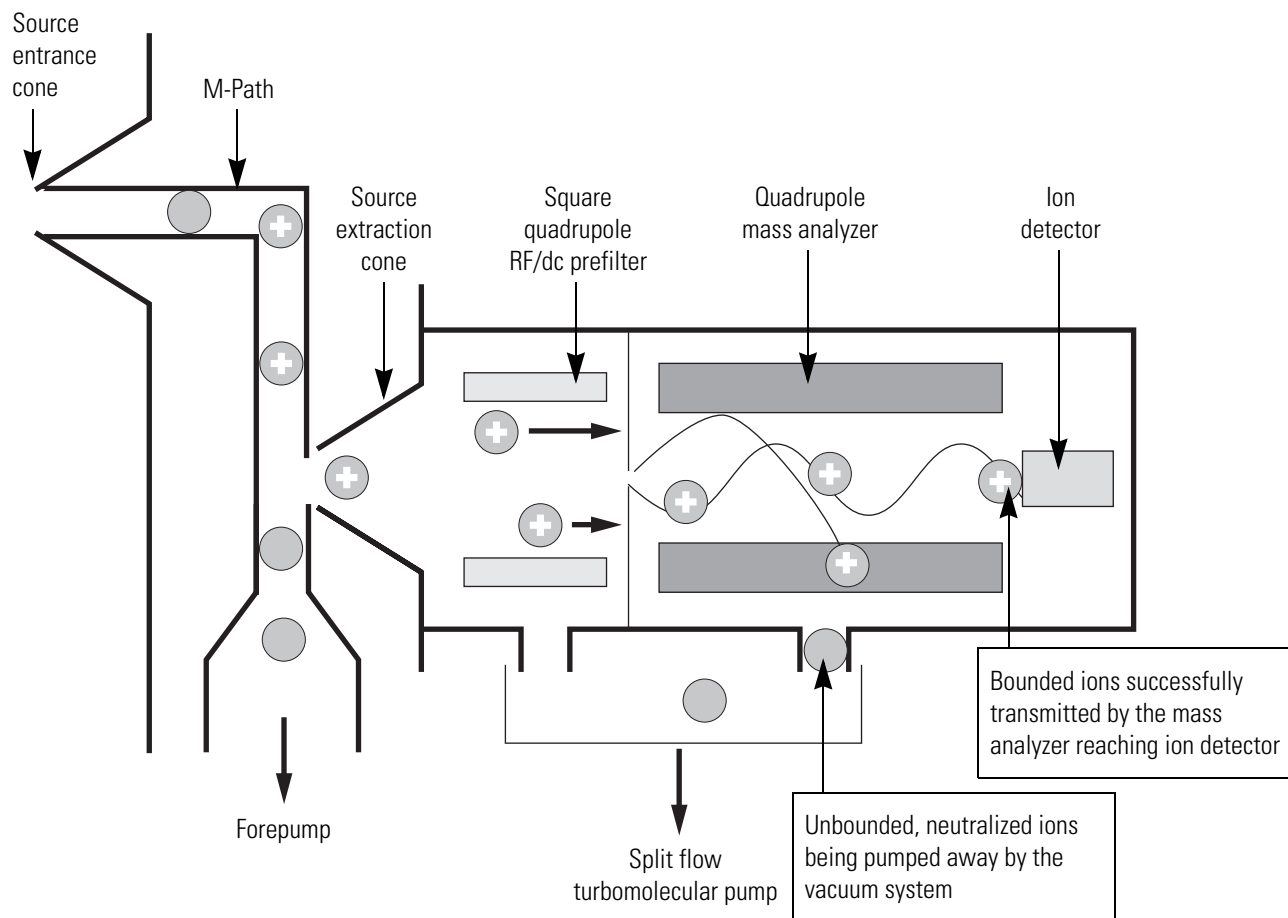 Source
entrance
cone
M-Path
Source
extraction
cone
Square
quadrupole
RF/dc prefilter
Quadrupole
mass analyzer
Ion
detector
Bounded ions successfully
transmitted by the mass
analyzer reaching ion detector
Forepump
Split flow
turbomolecular pump
Unbounded, neutralized ions
being pumped away by the
vacuum system